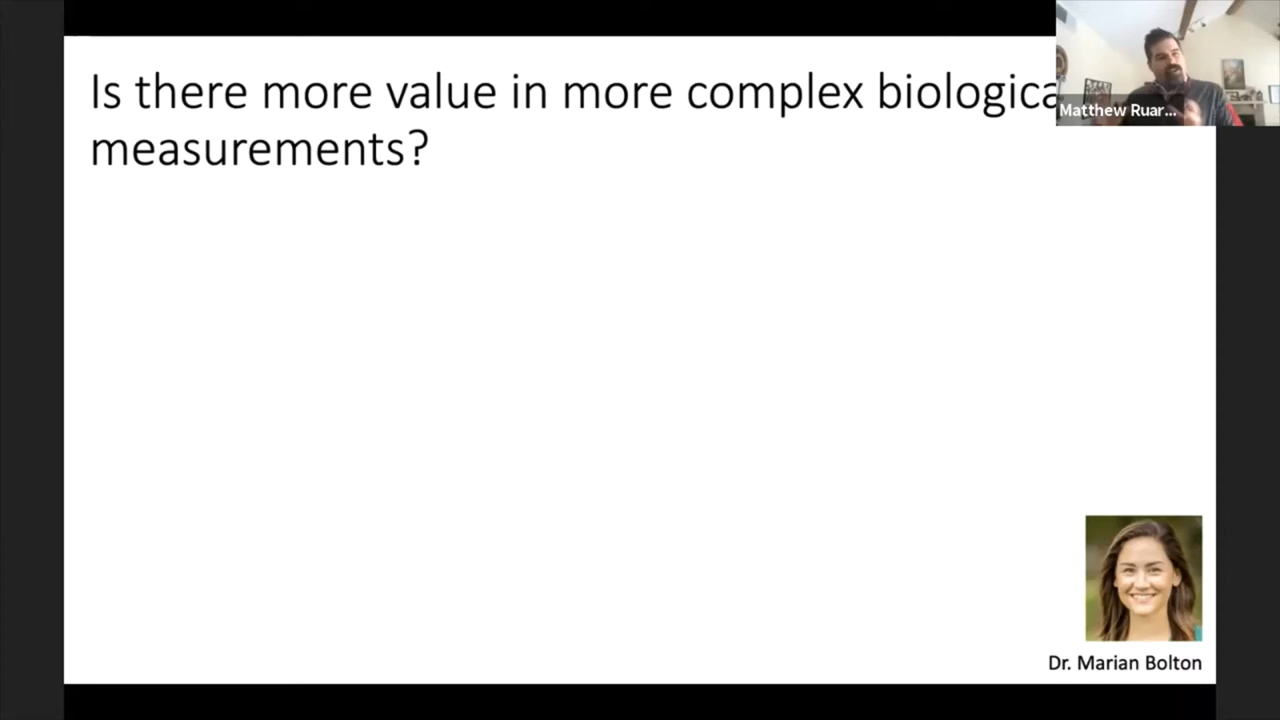 Is there more value in more complex biologica
measurements?
Matthew Ruar...
Dr. Marian Bolton